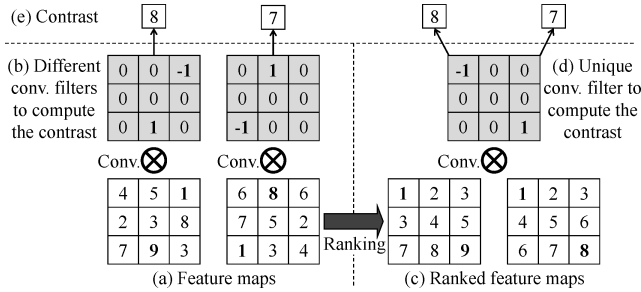 (e) Contrast 8 7 8 7
(b) Different conv. filters to compute the contrast
0 0 -1
0 0 0
0 1 0
0 1 0
0 0 0
-1 0 0
-1 0 0
0 0 0
0 0 1
(d) Unique conv. filter to compute the contrast
Conv. Conv. Conv.
4 5 1
2 3 8
7 9 3
6 8 6
7 5 2
1 3 4
Ranking
1 2 3
3 4 5
7 8 9
1 2 3
4 5 6
6 7 8
(a) Feature maps
(c) Ranked feature maps